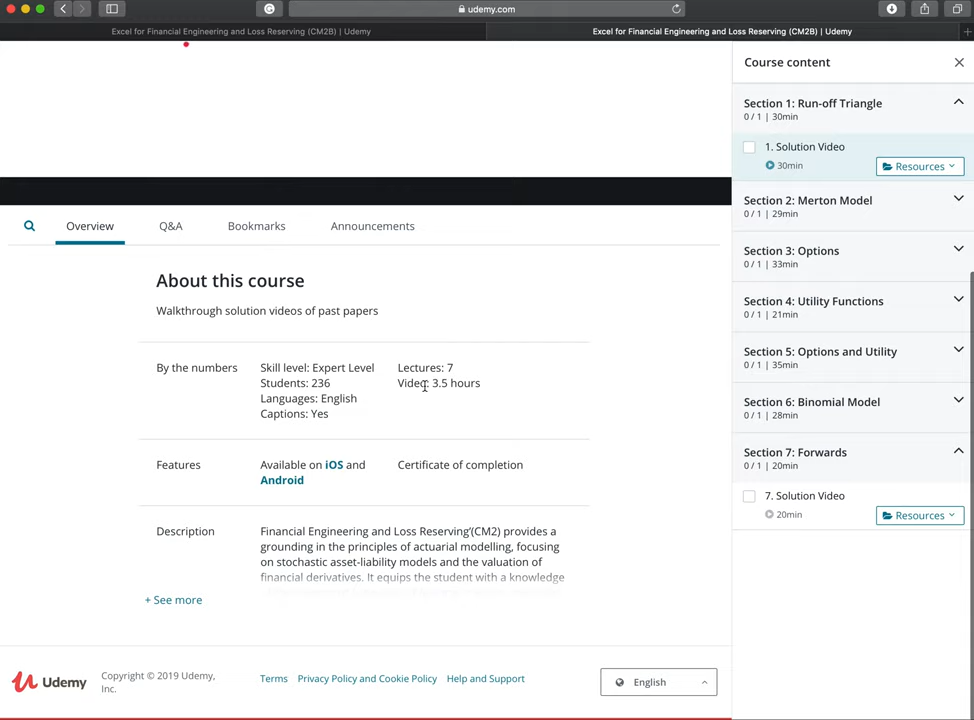 udemy.com
Excel for Financial Engineering and Loss Reserving (CM2B) | Udemy
Excel for Financial Engineering and Loss Reserving (CM2B) | Udemy
Course content
Section 1: Run-off Triangle
0 / 1 | 30min
1. Solution Video
30min
Resources
Section 2: Merton Model
0 / 1 | 29min
Section 3: Options
0 / 1 | 33min
Section 4: Utility Functions
0 / 1 | 21min
Section 5: Options and Utility
0 / 1 | 35min
Section 6: Binomial Model
0 / 1 | 28min
Section 7: Forwards
0 / 1 | 20min
7. Solution Video
20min
Resources
Overview
Q&A
Bookmarks
Announcements
About this course
Walkthrough solution videos of past papers
By the numbers
Skill level: Expert Level
Students: 236
Languages: English
Captions: Yes
Lectures: 7
Video: 3.5 hours
Features
Available on iOS and
Android
Certificate of completion
Description
Financial Engineering and Loss Reserving'(CM2) provides a
grounding in the principles of actuarial modelling, focusing
on stochastic asset-liability models and the valuation of
financial derivatives. It equips the student with a knowledge
+ See more
Udemy
Copyright © 2019 Udemy,
Inc.
Terms
Privacy Policy and Cookie Policy
Help and Support
English